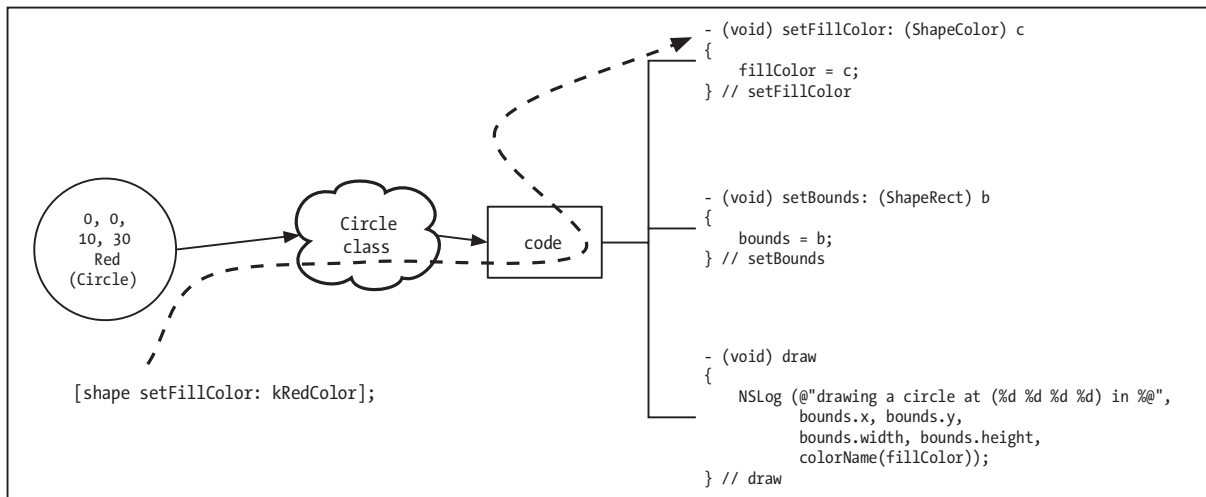 0, 0,
10, 30
Red
(Circle)
Circle
class
code
[shape setFillColor: kRedColor];
- (void) setFillColor: (ShapeColor) c
{
fillColor = c;
} // setFillColor
- (void) setBounds: (ShapeRect) b
{
bounds = b;
} // setBounds
- (void) draw
{
NSLog (@"drawing a circle at (%d %d %d %d) in %@",
bounds.x, bounds.y,
bounds.width, bounds.height,
colorName(fillColor));
} // draw